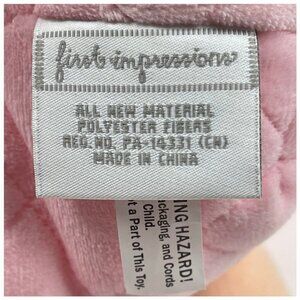 first impressions
ALL NEW MATERIAL
POLYESTER FIBERS
REG.NO. PA-14331 (CN)
MADE IN CHINA
ING HAZARD!
ackaging, and Cords
Child.
t a Part of This Toy.